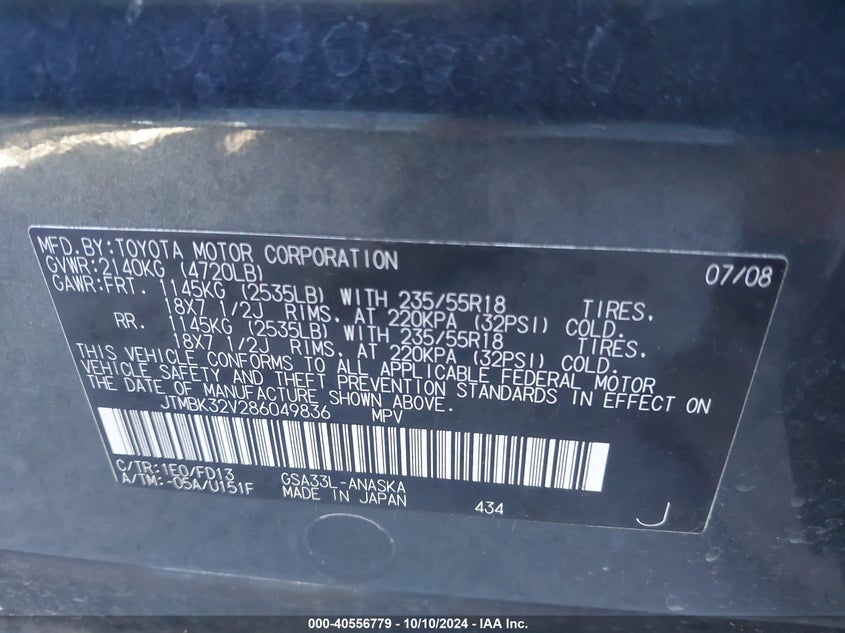 MFD.BY:TOYOTA MOTOR CORPORATION 07/08
GVWR:2140KG (4720LB)
GAWR:FRT. 1145KG (2535LB) WITH 235/55R18 TIRES,
18X7 1/2J RIMS, AT 220KPA (32PSI) COLD.
RR. 1145KG (2535LB) WITH 235/55R18 TIRES,
18X7 1/2J RIMS, AT 220KPA (32PSI) COLD.
THIS VEHICLE CONFORMS TO ALL APPLICABLE FEDERAL MOTOR
VEHICLE SAFETY AND THEFT PREVENTION STANDARDS IN EFFECT ON
THE DATE OF MANUFACTURE SHOWN ABOVE.
JTMBK32V286049836 MPV
C/TR:1E0/FD13 GSA33L-ANASKA
A/TM:-05A/U151F MADE IN JAPAN 434 J
000-40556779 - 10/10/2024 - IAA Inc.